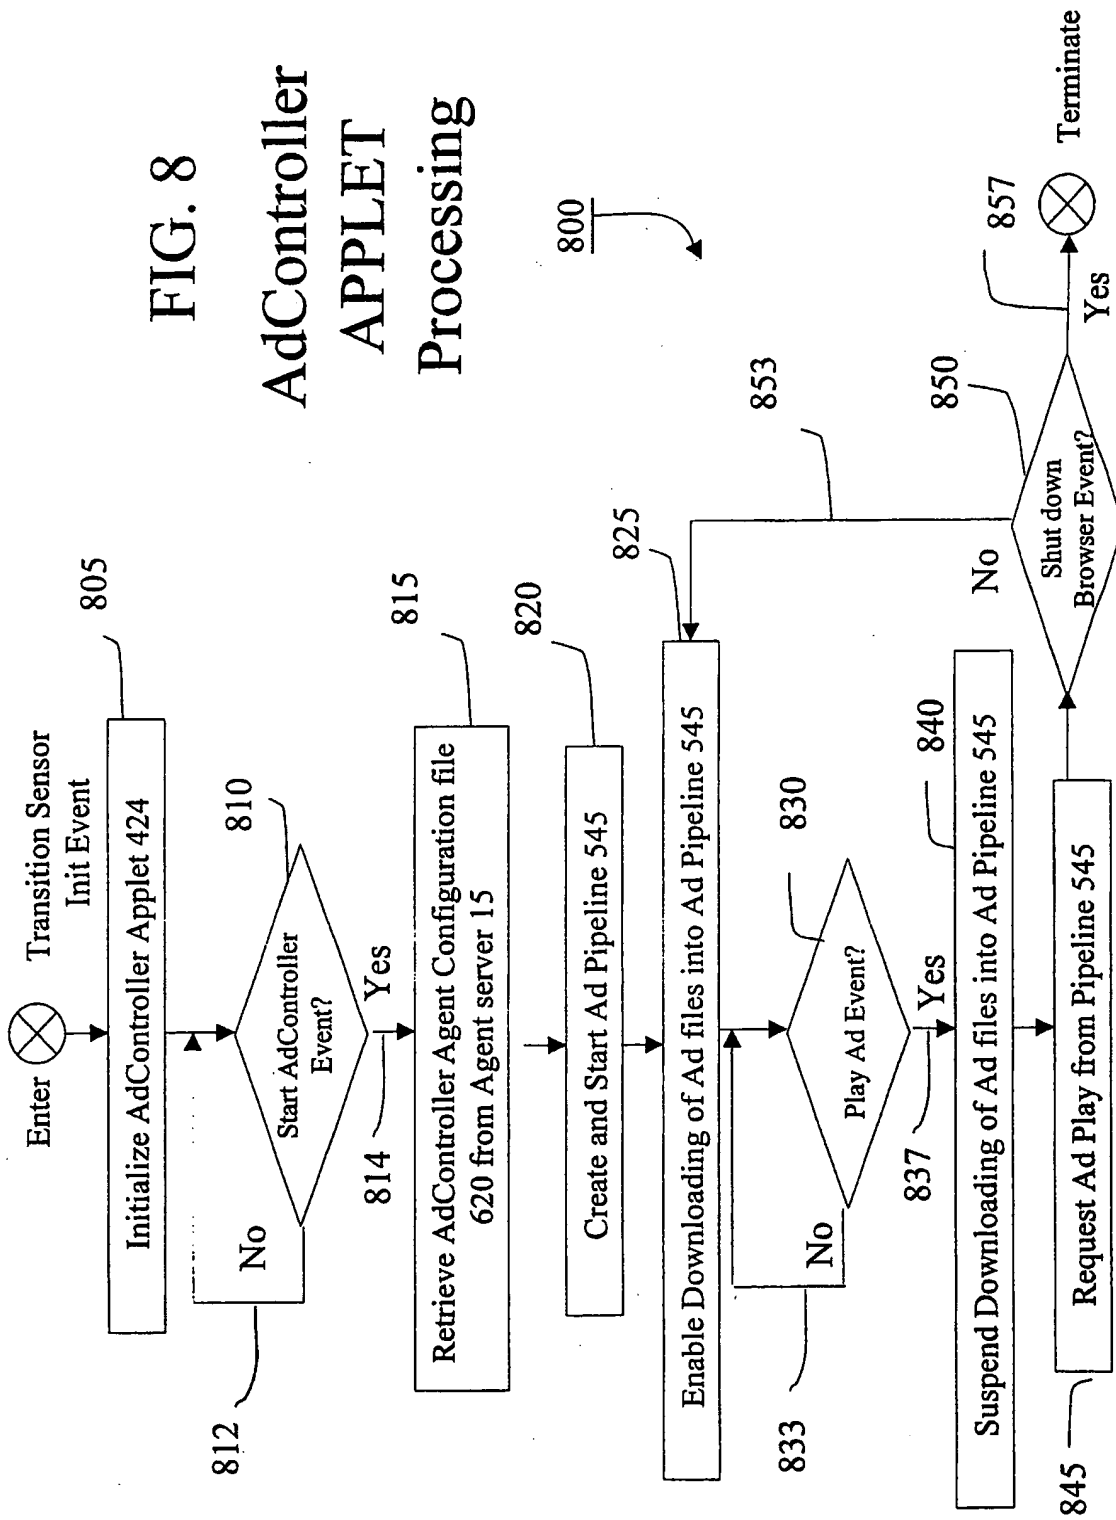 FIG. 8
AdController
APPLET
Processing
800
Enter
Transition Sensor
Init Event
Initialize AdController Applet 424
805
Start AdController
Event?
810
No
812
Yes
814
Retrieve AdController Agent Configuration file
620 from Agent server 15
815
Create and Start Ad Pipeline 545
820
Enable Downloading of Ad files into Ad Pipeline 545
825
Play Ad Event?
830
No
833
Yes
837
Suspend Downloading of Ad files into Ad Pipeline 545
840
Request Ad Play from Pipeline 545
845
Shut down
Browser Event?
850
No
853
Yes
857
Terminate